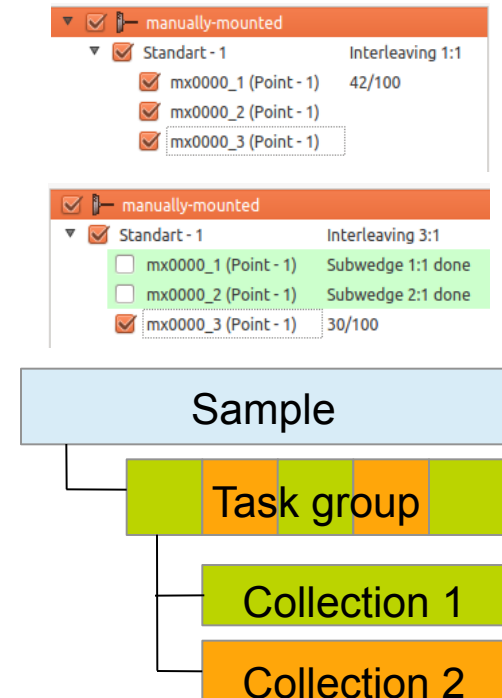 manually-mounted
Standart - 1 Interleaving 1:1
mx0000_1 (Point - 1) 42/100
mx0000_2 (Point - 1)
mx0000_3 (Point - 1)
manually-mounted
Standart - 1 Interleaving 3:1
mx0000_1 (Point - 1) Subwedge 1:1 done
mx0000_2 (Point - 1) Subwedge 2:1 done
mx0000_3 (Point - 1) 30/100
Sample
Task group
Collection 1
Collection 2